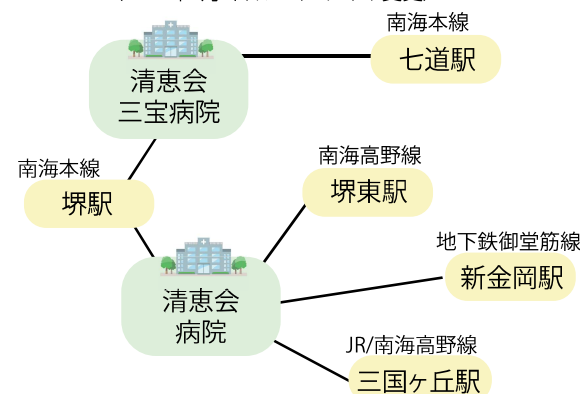 南海本線
七道駅
清恵会
三宝病院
南海本線
堺駅
南海高野線
堺東駅
地下鉄御堂筋線
新金岡駅
清恵会
病院
JR/南海高野線
三国ヶ丘駅